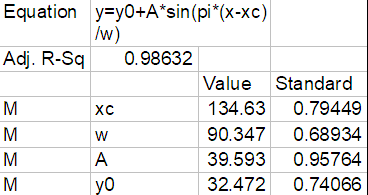 Equation y=y0+A*sin(pi*(x-xc)
/w)
Adj. R-Sq 0.98632
Value Standard
M xc 134.63 0.79449
M w 90.347 0.68934
M A 39.593 0.95764
M y0 32.472 0.74066